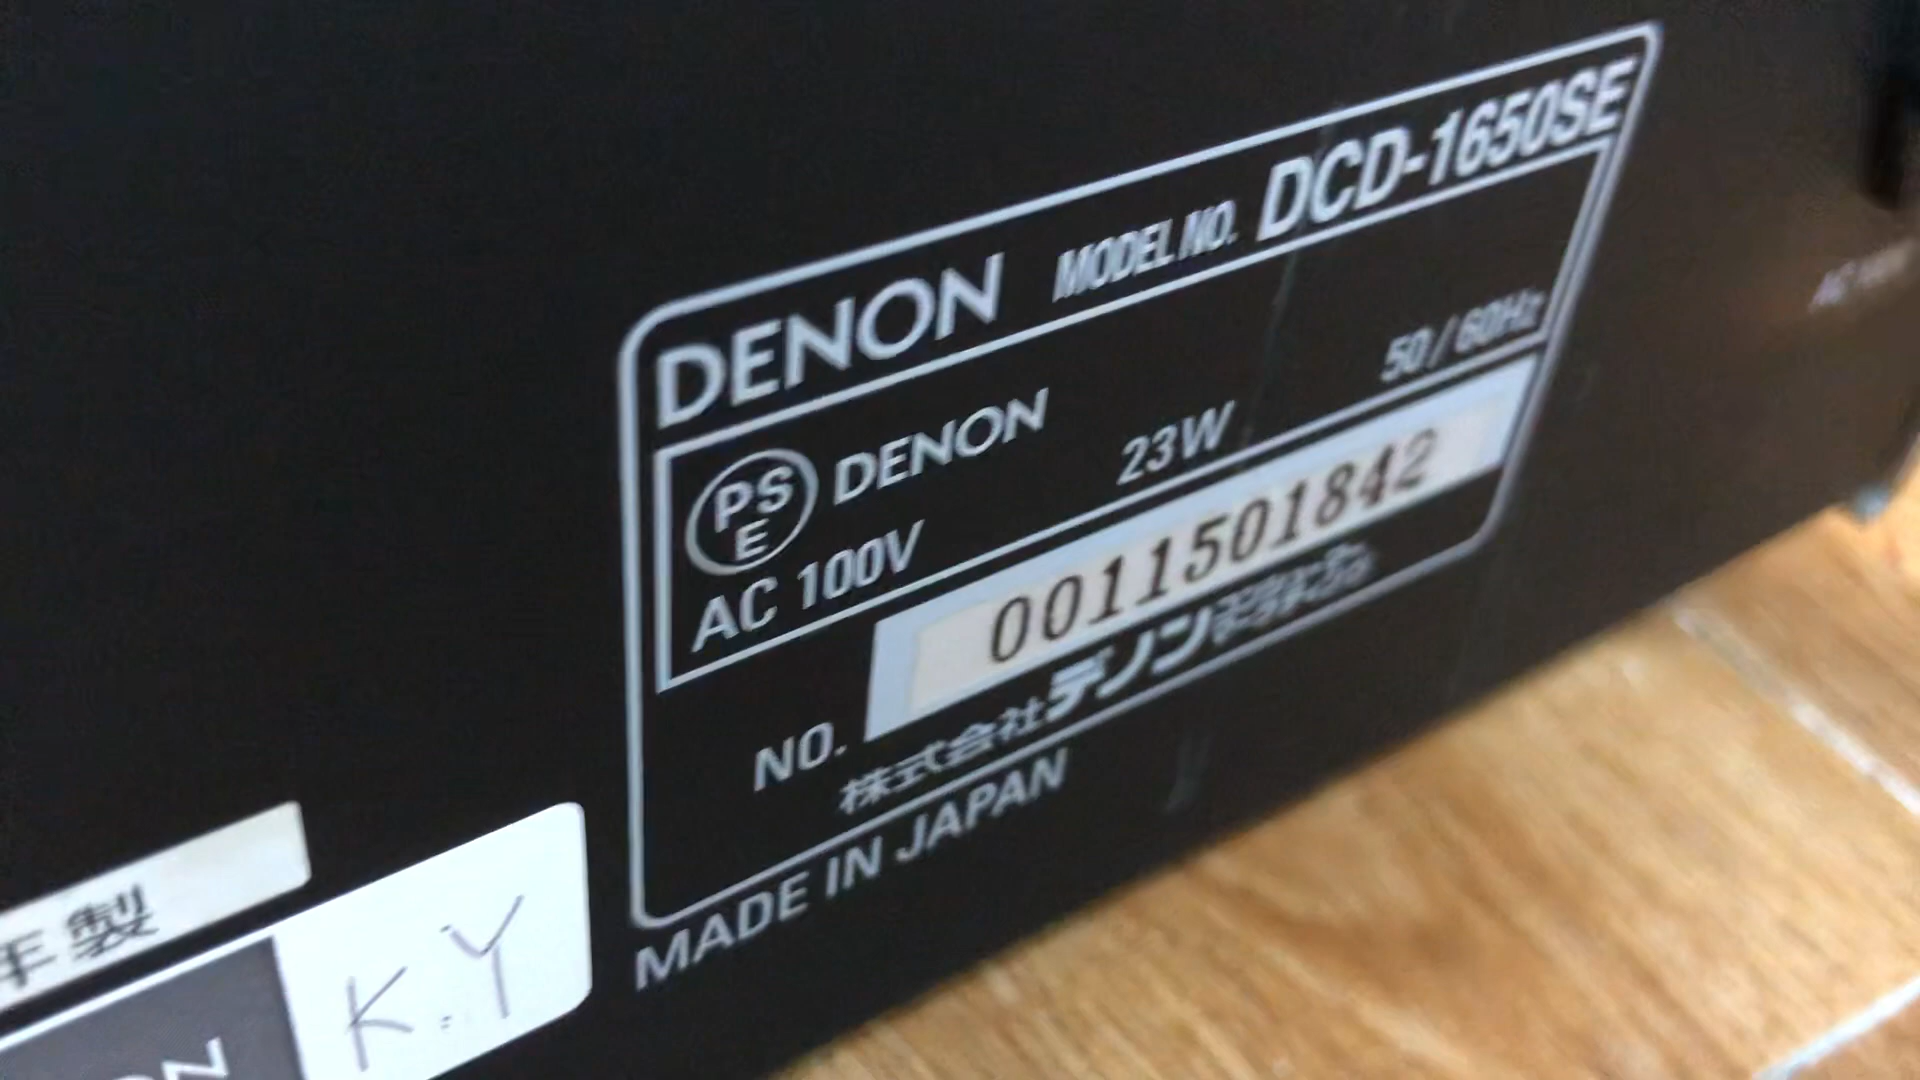 DENON MODEL NO. DCD-1650SE
PSE DENON
AC 100V 23W 50/60Hz
NO. 0011501842
株式会社デノン
MADE IN JAPAN
年製
K.Y